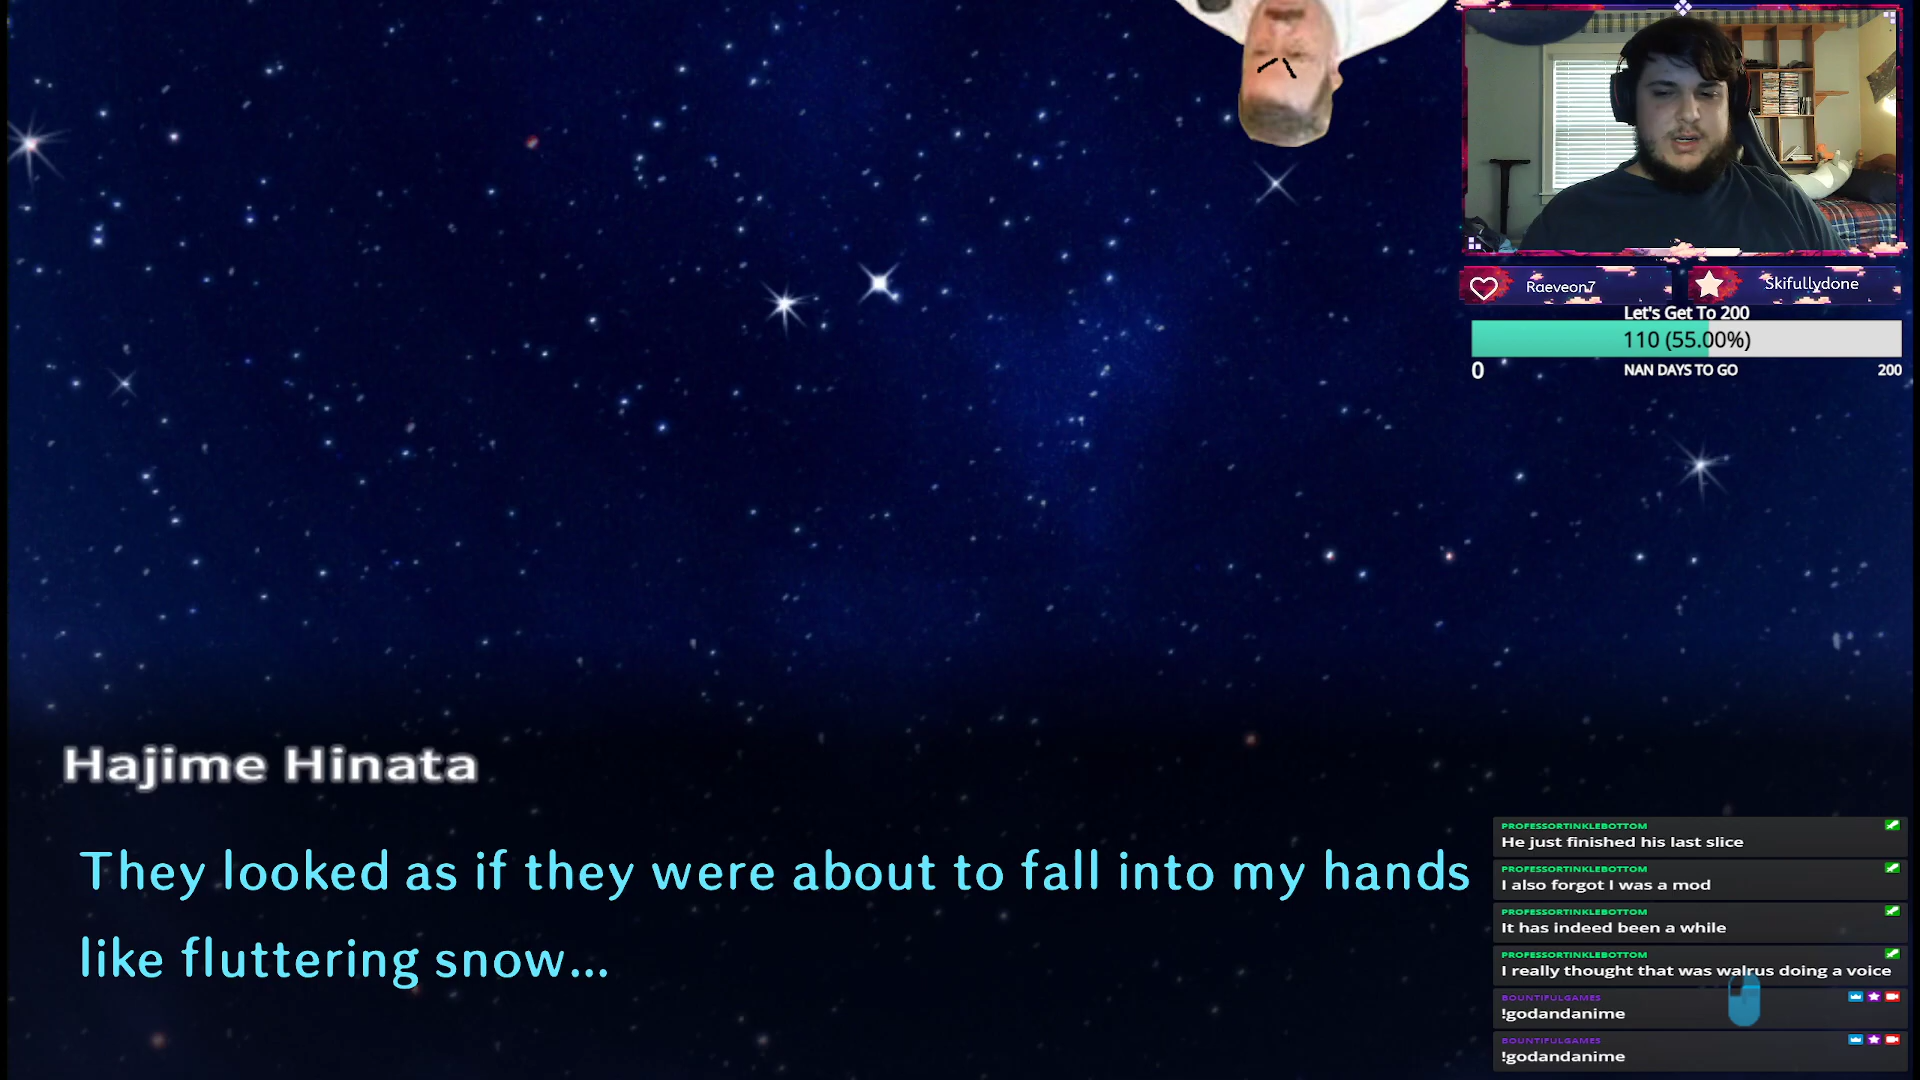 Raeveon7
Skifullydone
Let's Get To 200
110 (55.00%)
0
NAN DAYS TO GO
200
Hajime Hinata
They looked as if they were about to fall into my hands
like fluttering snow...
PROFESSORTINKLEBOTTOM
He just finished his last slice
PROFESSORTINKLEBOTTOM
I also forgot I was a mod
PROFESSORTINKLEBOTTOM
It has indeed been a while
PROFESSORTINKLEBOTTOM
I really thought that was walrus doing a voice
BOUNTIFULGAMES
!godandanime
BOUNTIFULGAMES
!godandanime